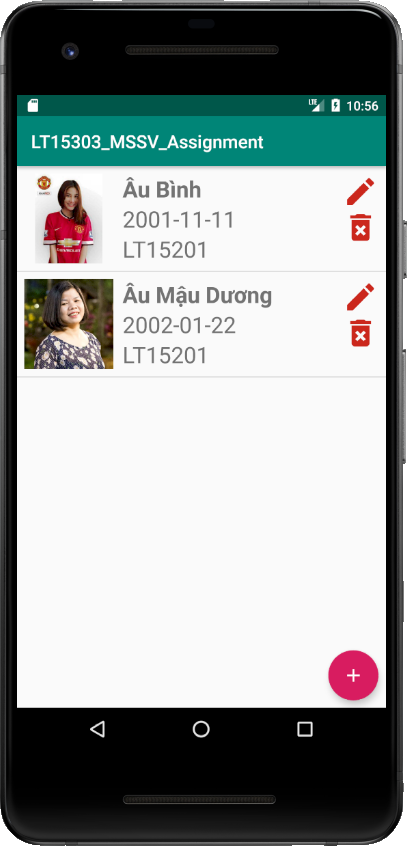 LTE 10:56
LT15303_MSSV_Assignment
Âu Bình
2001-11-11
LT15201
Âu Mậu Dương
2002-01-22
LT15201